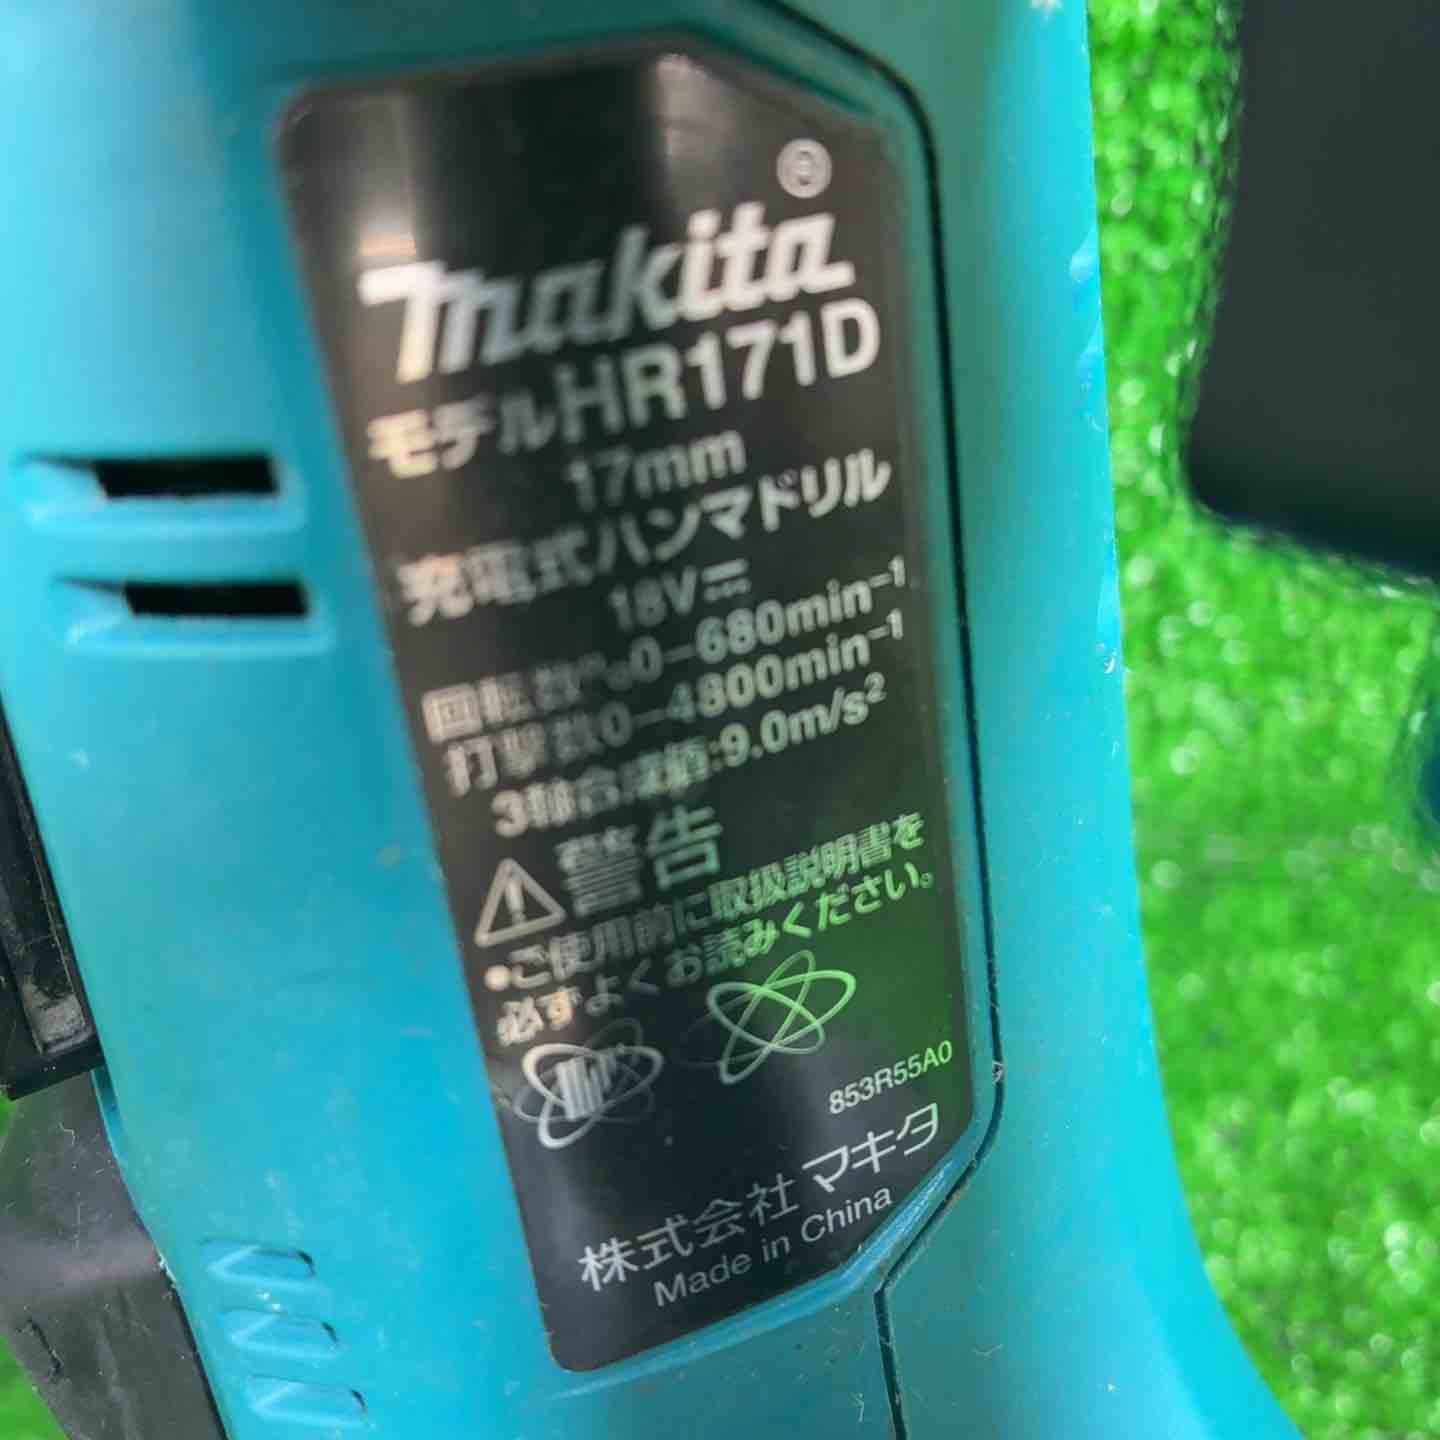 ®
makita
モデルHR171D
17mm
充電式ハンマドリル
18V⎓
回転数n₀0-680min⁻¹
打撃数0-4800min⁻¹
3軸合成値:9.0m/s²
⚠警告
•ご使用前に取扱説明書を
必ずよくお読みください。
853R55A0
株式会社マキタ
Made in China